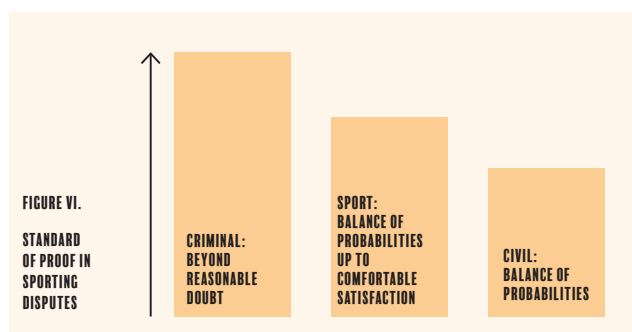 FIGURE VI.
STANDARD
OF PROOF IN
SPORTING
DISPUTES
CRIMINAL:
BEYOND
REASONABLE
DOUBT
SPORT:
BALANCE OF
PROBABILITIES
UP TO
COMFORTABLE
SATISFACTION
CIVIL:
BALANCE OF
PROBABILITIES